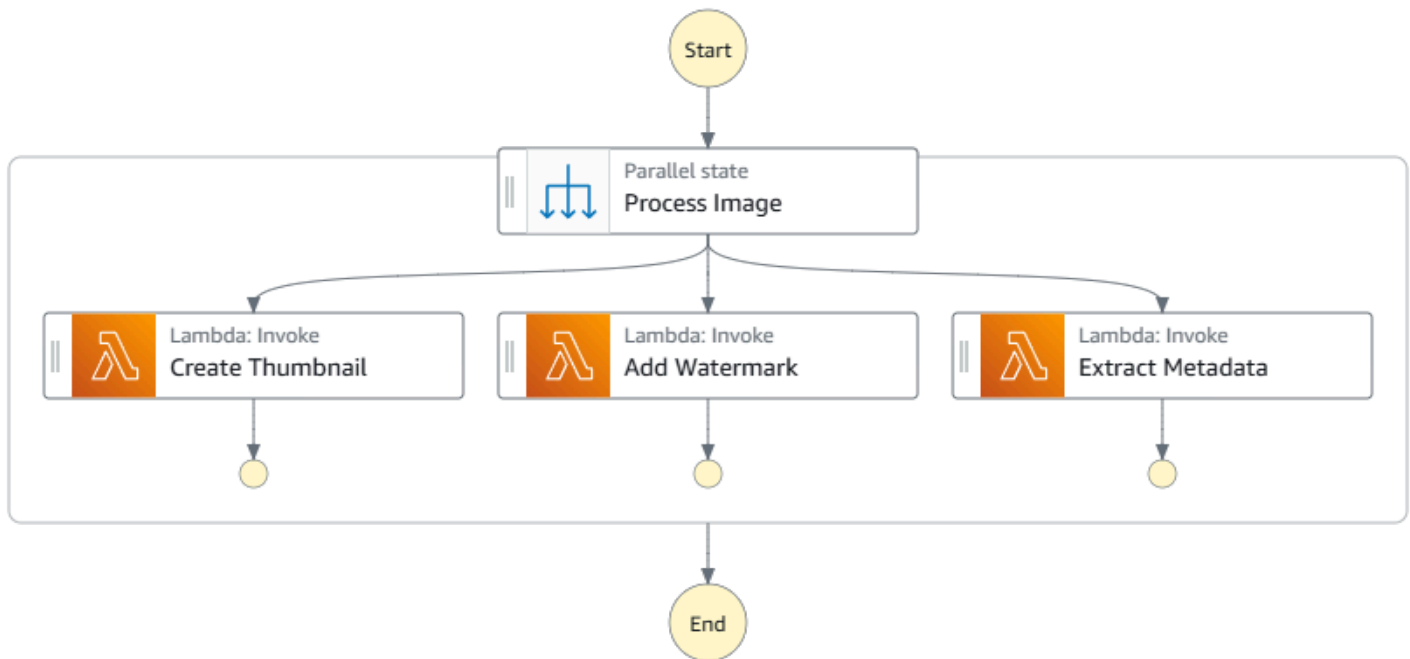 Start
Parallel state
Process Image
Lambda: Invoke
Create Thumbnail
Lambda: Invoke
Add Watermark
Lambda: Invoke
Extract Metadata
End